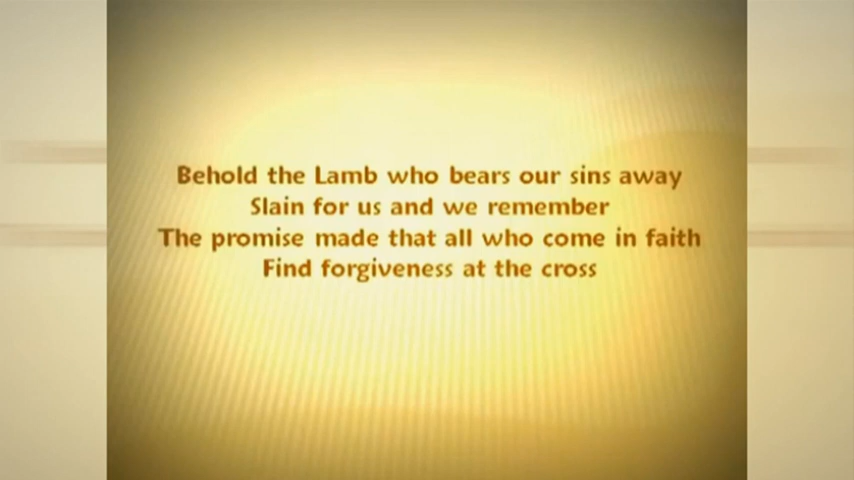 Behold the Lamb who bears our sins away
Slain for us and we remember
The promise made that all who come in faith
Find forgiveness at the cross